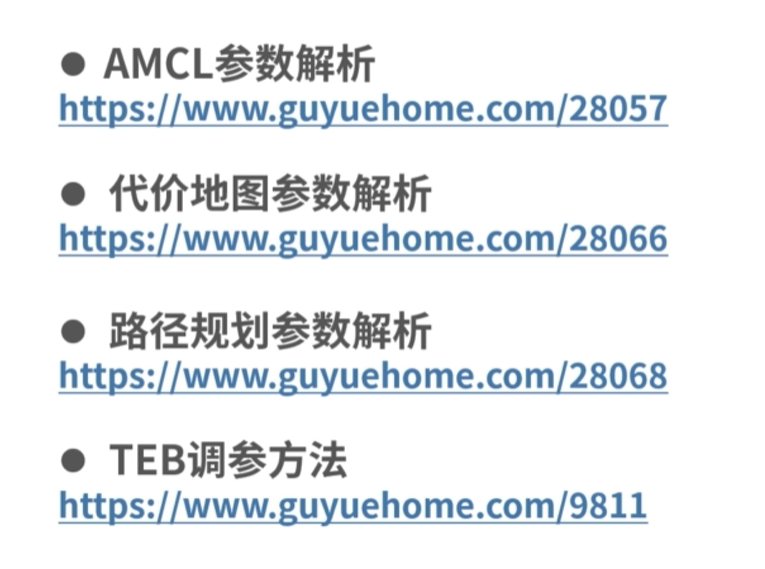 ● AMCL参数解析
https://www.guyuehome.com/28057
● 代价地图参数解析
https://www.guyuehome.com/28066
● 路径规划参数解析
https://www.guyuehome.com/28068
● TEB调参方法
https://www.guyuehome.com/9811